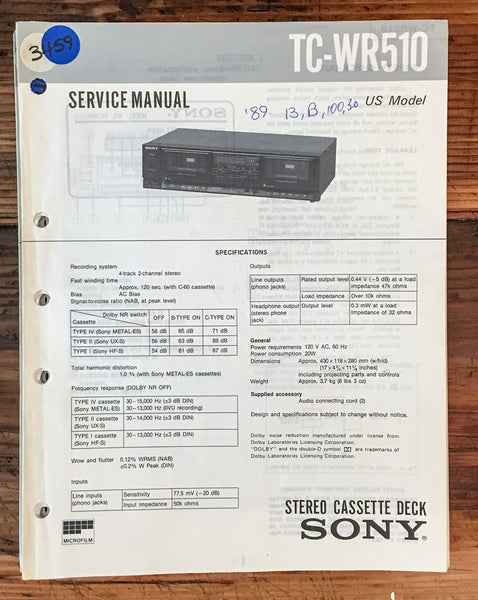 3459
TC-WR510
SERVICE MANUAL
US Model
'89 13, B, 100, 30
SONY
SPECIFICATIONS
Recording system
4-track 2-channel stereo
Fast winding time
Approx. 120 sec. (with C-60 cassette)
Bias AC Bias
Signal-to-noise ratio (NAB, at peak level)
Dolby NR switch
Cassette
OFF B-TYPE ON C-TYPE ON
TYPE IV (Sony METAL-ES) 58 dB 65 dB 71 dB
TYPE II (Sony UX-S) 56 dB 63 dB 69 dB
TYPE I (Sony HF-S) 54 dB 61 dB 67 dB
Total harmonic distortion
1.0 % (with Sony METAL-ES cassettes)
Frequency response (DOLBY NR OFF)
TYPE IV cassette (Sony METAL-ES)
30–15,000 Hz (±3 dB DIN)
30–13,000 Hz (0VU recording)
TYPE II cassette (Sony UX-S)
30–14,000 Hz (±3 dB DIN)
TYPE I cassette (Sony HF-S)
30–13,000 Hz (±3 dB DIN)
Wow and flutter 0.12% WRMS (NAB)
±0.2% W Peak (DIN)
Inputs
Line inputs (phono jacks)
Sensitivity 77.5 mV (−20 dB)
Input impedance 50k ohms
Outputs
Line outputs (phono jacks)
Rated output level 0.44 V (−5 dB) at a load impedance 47k ohms
Load impedance Over 10k ohms
Headphone output (stereo phone jack)
Output level 0.3 mW at a load impedance of 32 ohms
General
Power requirements 120 V AC, 60 Hz
Power consumption 20W
Dimensions Approx. 430×118×280 mm (w/h/d)
including projecting parts and controls
Weight Approx. 3.7 kg (8 lbs 3 oz)
Supplied accessory
Audio connecting cord (2)
Design and specifications subject to change without notice.
Dolby noise reduction manufactured under license from
Dolby Laboratories Licensing Corporation.
"DOLBY" and the double-D symbol are trademarks of
Dolby Laboratories Licensing Corporation.
MICROFILM
STEREO CASSETTE DECK
SONY®